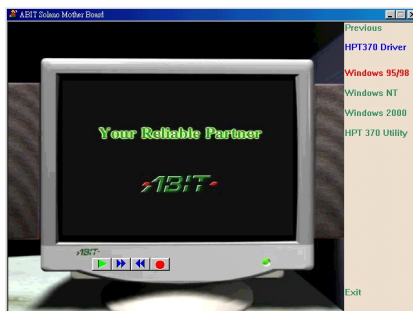 ABIT Solano Mother Board
Previous
HPT370 Driver
Windows 95/98
Windows NT
Windows 2000
HPT 370 Utility
Your Reliable Partner
ABIT
ABIT
Exit